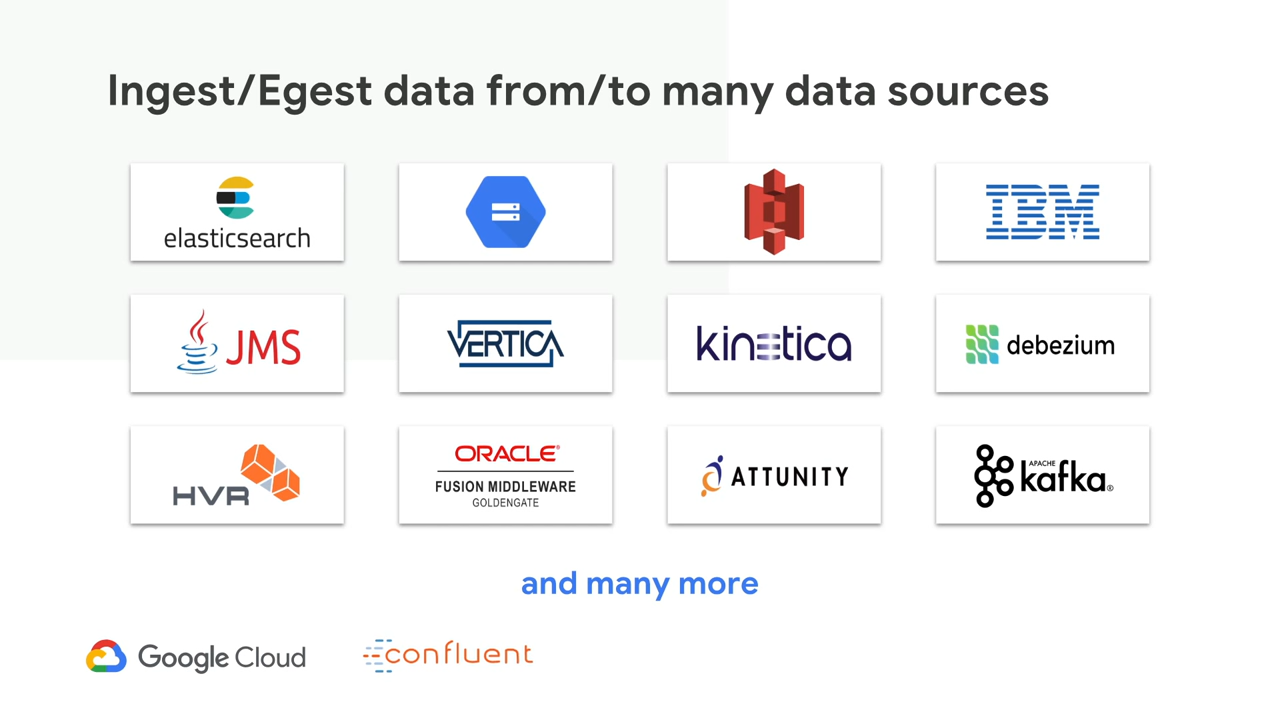 Ingest/Egest data from/to many data sources
elasticsearch
IBM
JMS
VERTICA
kinetica
debezium
HVR
ORACLE®
FUSION MIDDLEWARE
GOLDENGATE
ATTUNITY
APACHE
kafka®
and many more
Google Cloud
confluent